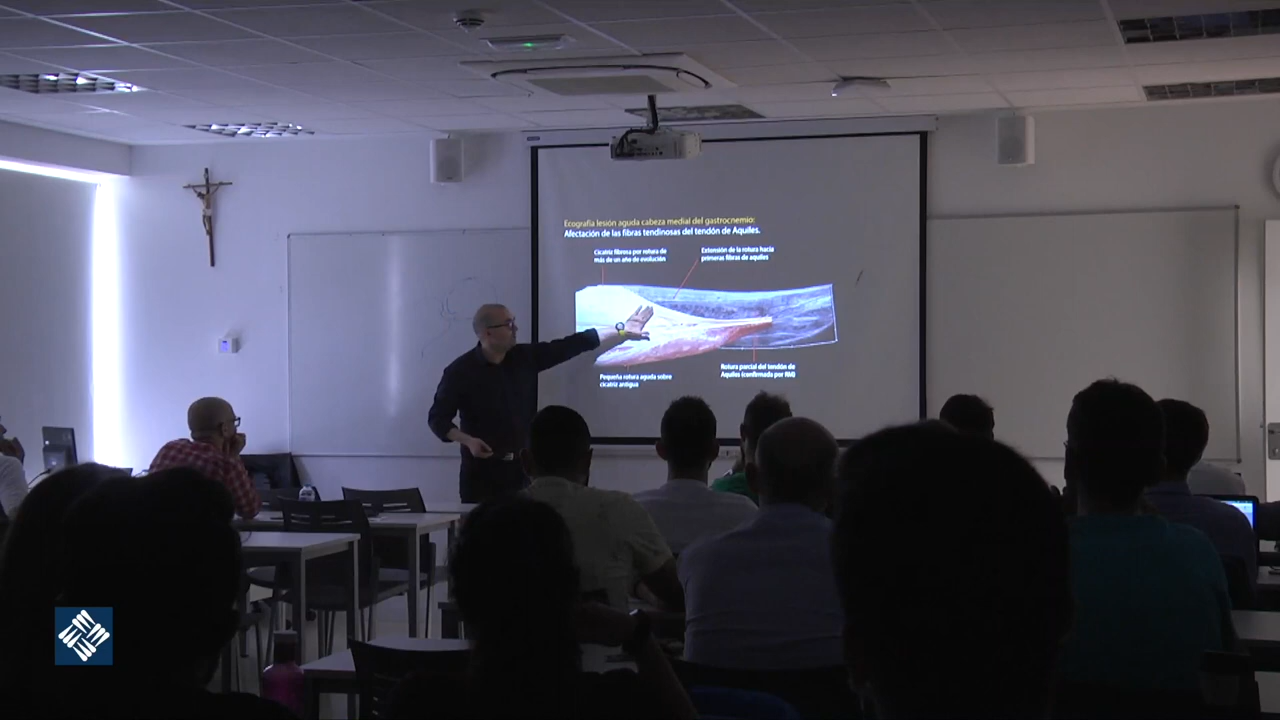 Ecografía lesión aguda cabeza medial del gastrocnemio:
Afectación de las fibras tendinosas del tendón de Aquiles.
Cicatriz fibrosa por rotura de
más de un año de evolución
Extensión de la rotura hacia
primeras fibras de aquiles
Pequeña rotura aguda sobre
cicatriz antigua
Rotura parcial del tendón de
Aquiles (confirmada por RM)